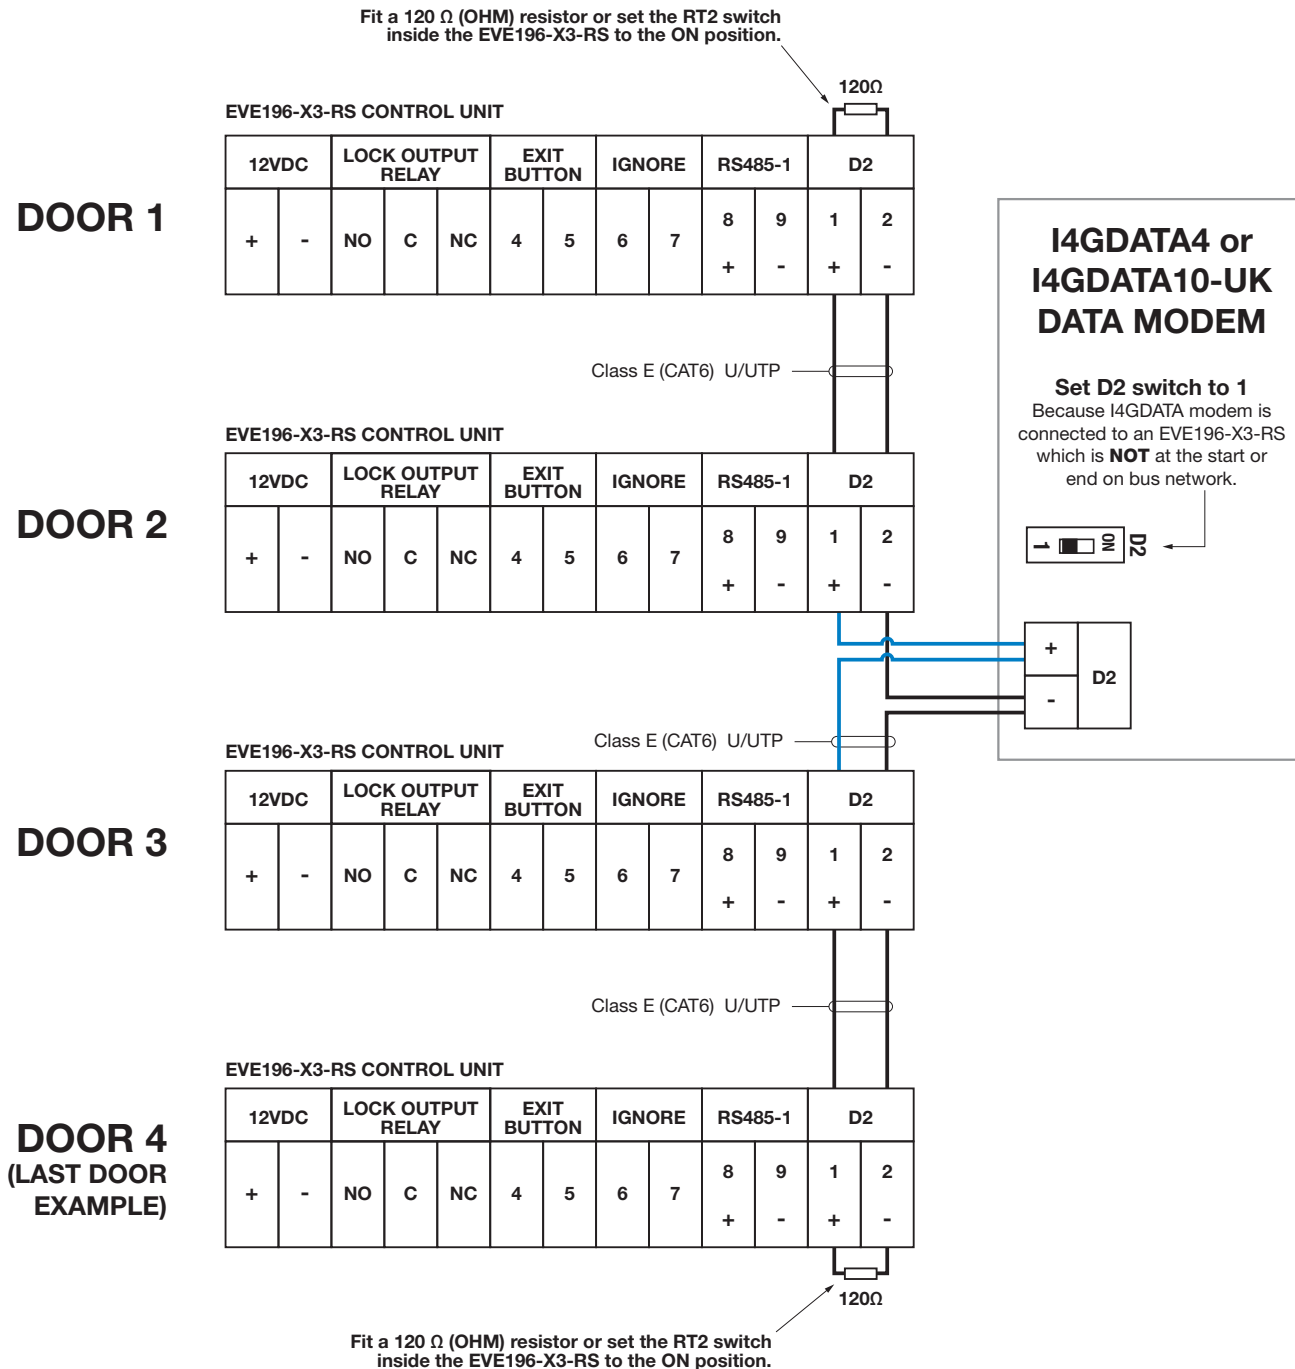 Fit a 120 Ω (OHM) resistor or set the RT2 switch
inside the EVE196-X3-RS to the ON position.
120Ω
EVE196-X3-RS CONTROL UNIT
DOOR 1
12VDC LOCK OUTPUT RELAY EXIT BUTTON IGNORE RS485-1 D2
+ - NO C NC 4 5 6 7 8 9 1 2
+ - + -
Class E (CAT6) U/UTP
I4GDATA4 or
I4GDATA10-UK
DATA MODEM
Set D2 switch to 1
Because I4GDATA modem is
connected to an EVE196-X3-RS
which is NOT at the start or
end on bus network.
1 ON D2
+ D2
-
EVE196-X3-RS CONTROL UNIT
DOOR 2
12VDC LOCK OUTPUT RELAY EXIT BUTTON IGNORE RS485-1 D2
+ - NO C NC 4 5 6 7 8 9 1 2
+ - + -
Class E (CAT6) U/UTP
EVE196-X3-RS CONTROL UNIT
DOOR 3
12VDC LOCK OUTPUT RELAY EXIT BUTTON IGNORE RS485-1 D2
+ - NO C NC 4 5 6 7 8 9 1 2
+ - + -
Class E (CAT6) U/UTP
EVE196-X3-RS CONTROL UNIT
DOOR 4
(LAST DOOR
EXAMPLE)
12VDC LOCK OUTPUT RELAY EXIT BUTTON IGNORE RS485-1 D2
+ - NO C NC 4 5 6 7 8 9 1 2
+ - + -
120Ω
Fit a 120 Ω (OHM) resistor or set the RT2 switch
inside the EVE196-X3-RS to the ON position.